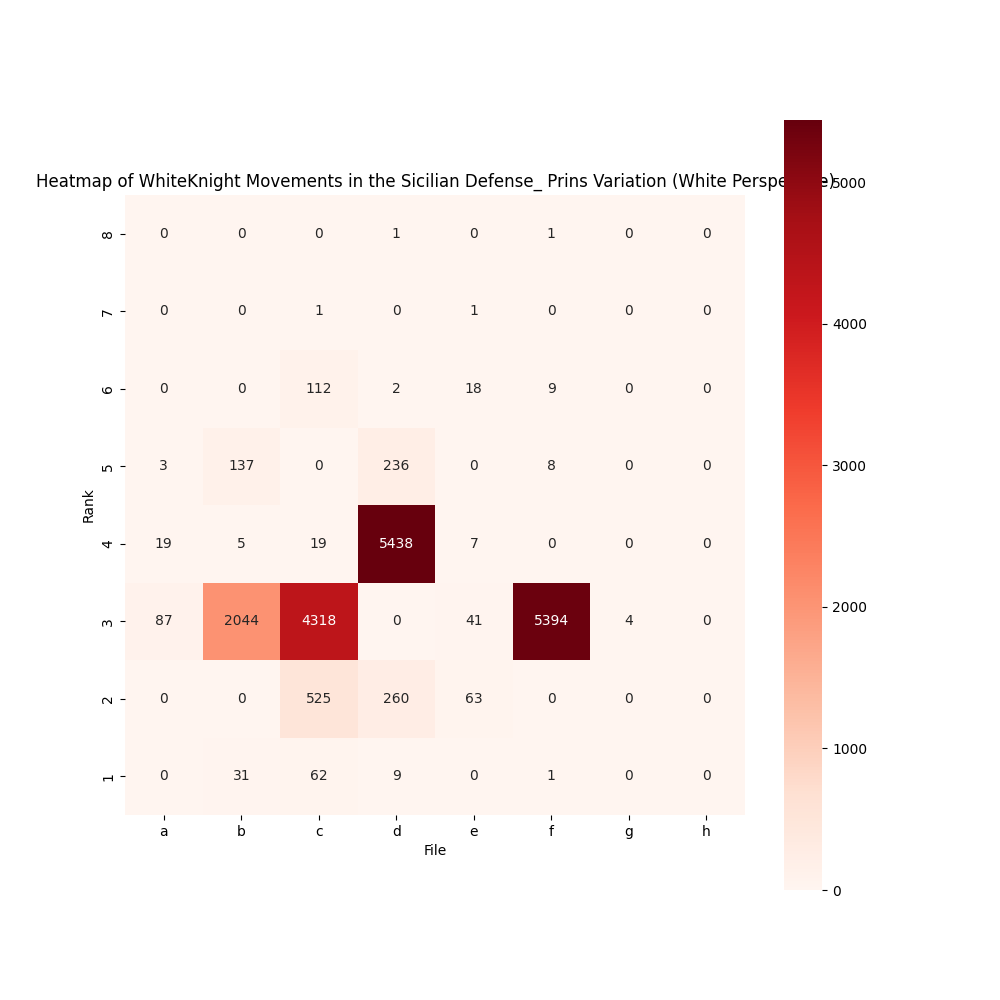 Heatmap of WhiteKnight Movements in the Sicilian Defense_ Prins Variation (White Perspective)
8 0 0 0 1 0 1 0 0
7 0 0 1 0 1 0 0 0
6 0 0 112 2 18 9 0 0
5 3 137 0 236 0 8 0 0
4 19 5 19 5438 7 0 0 0
3 87 2044 4318 0 41 5394 4 0
2 0 0 525 260 63 0 0 0
1 0 31 62 9 0 1 0 0
a b c d e f g h
File
Rank
5000
4000
3000
2000
1000
0